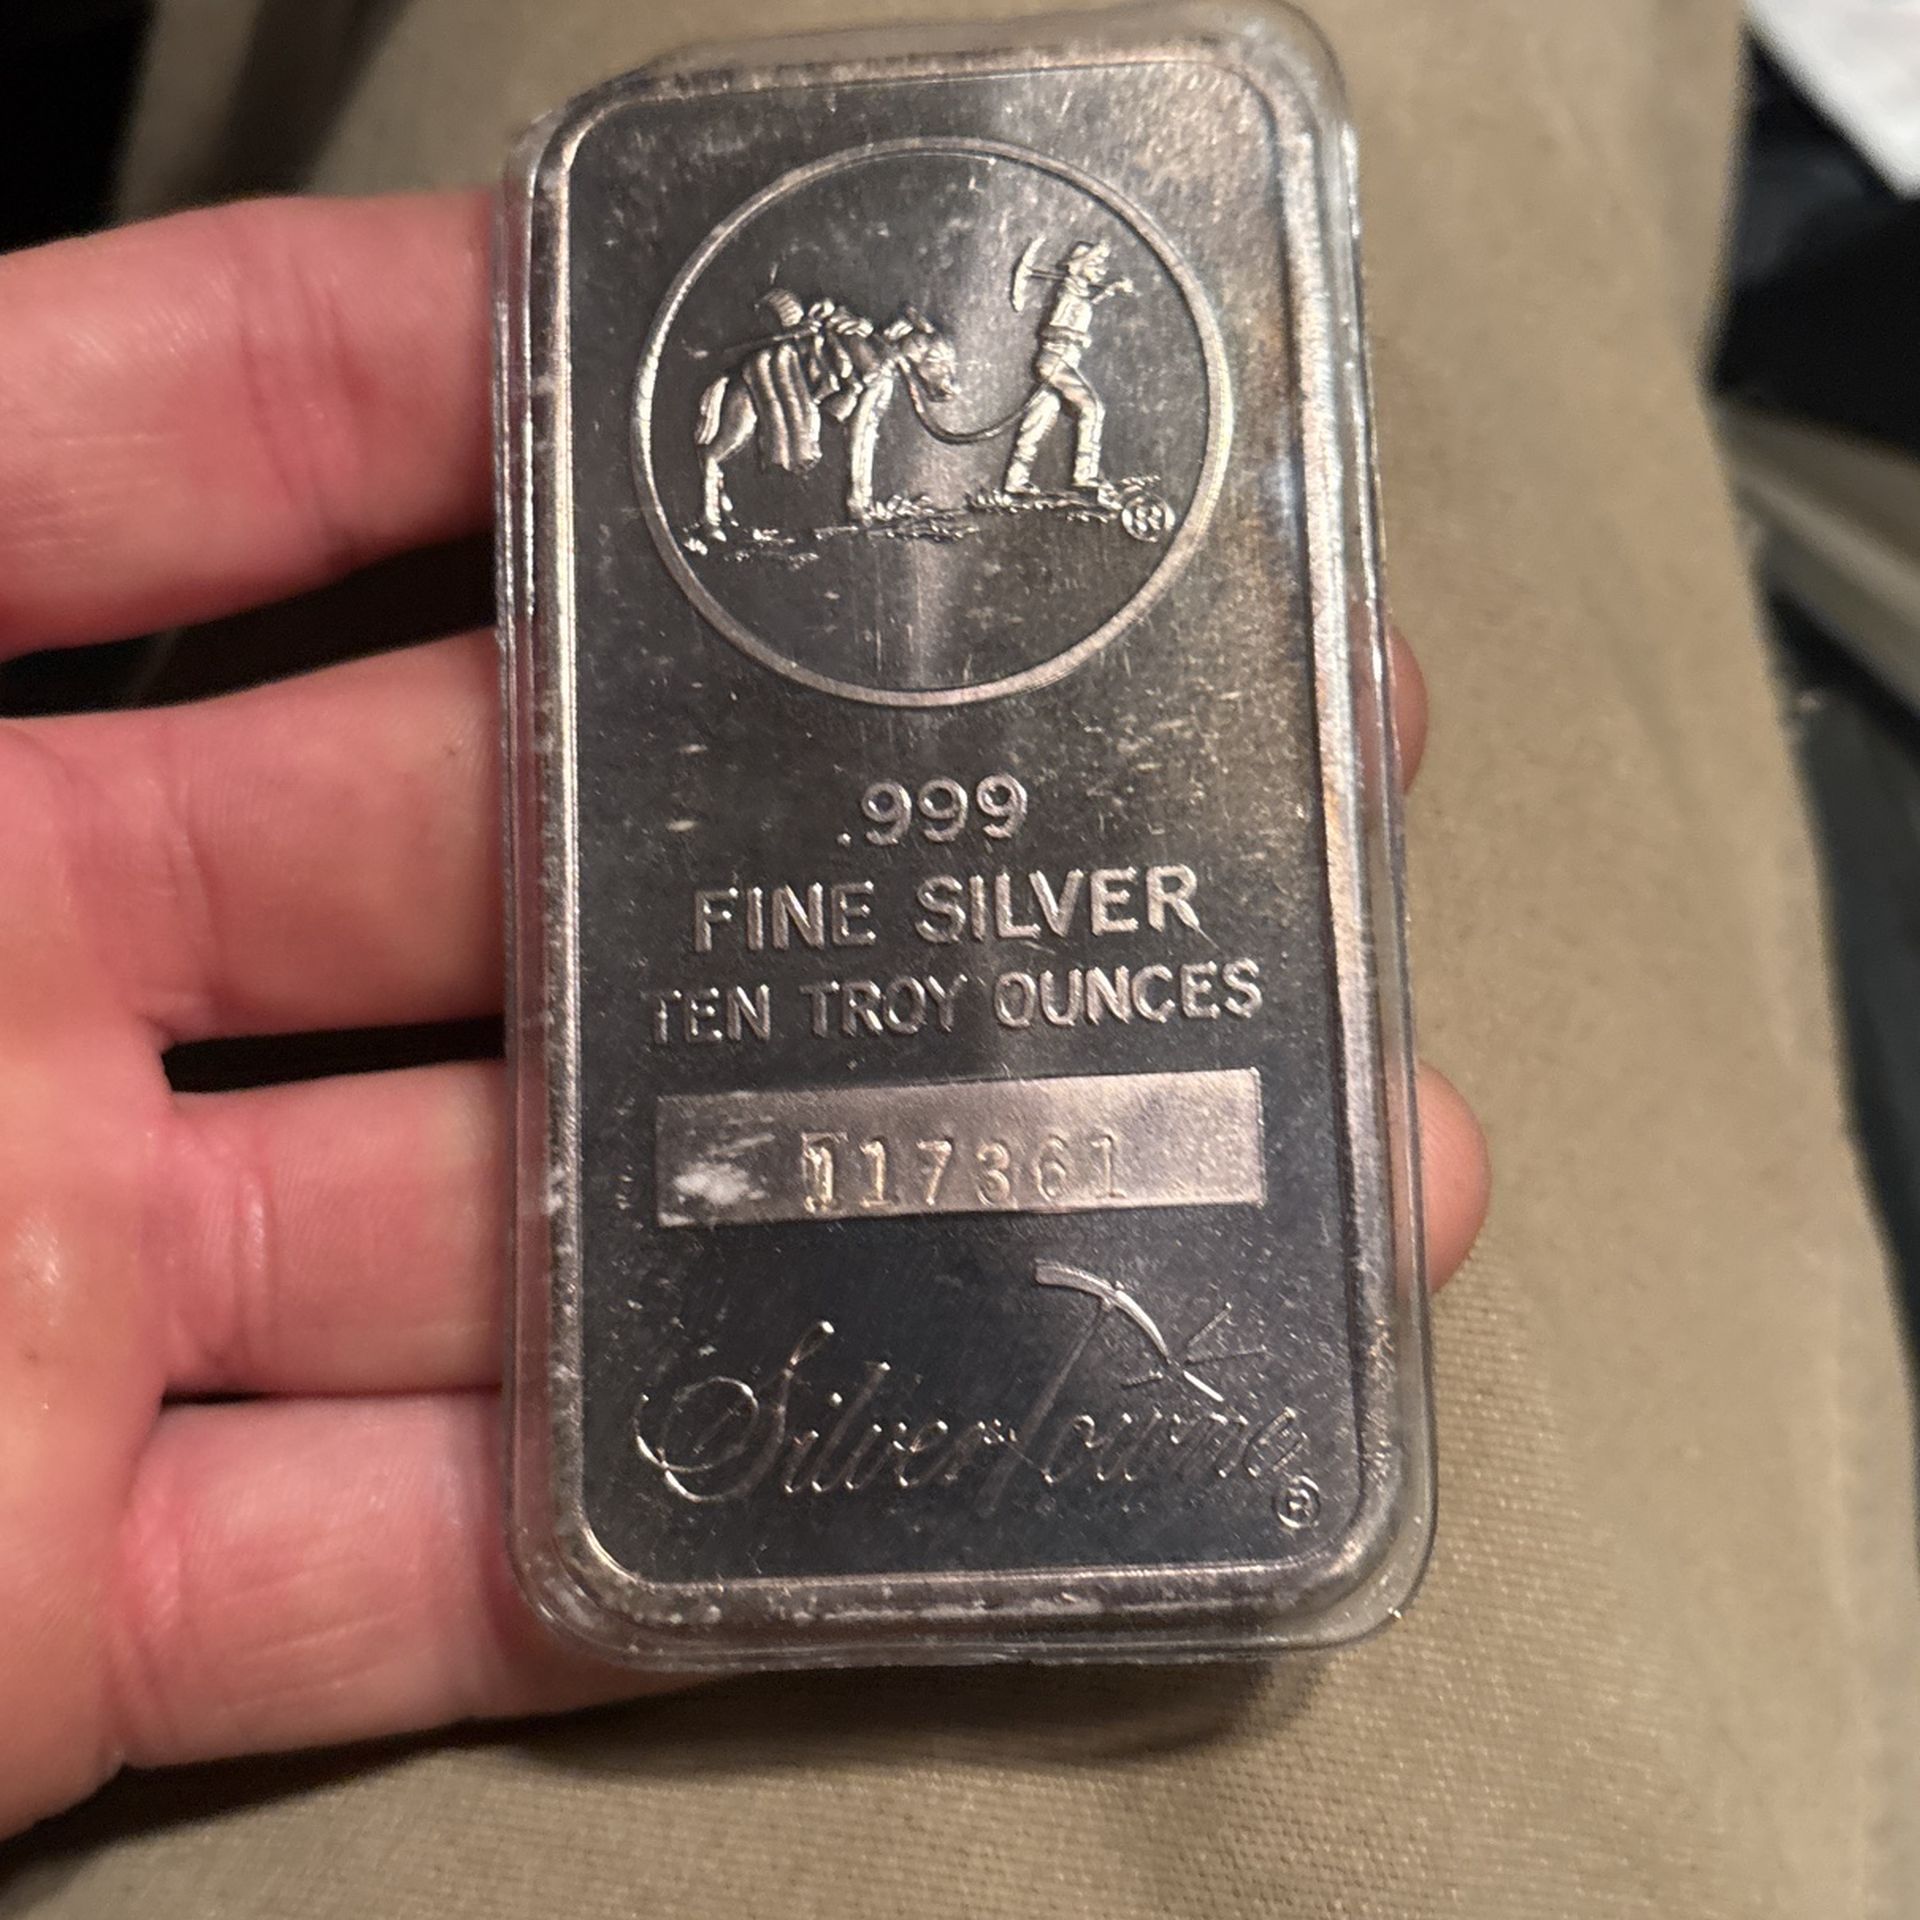 ®
.999
FINE SILVER
TEN TROY OUNCES
117361
SilverTowne
®